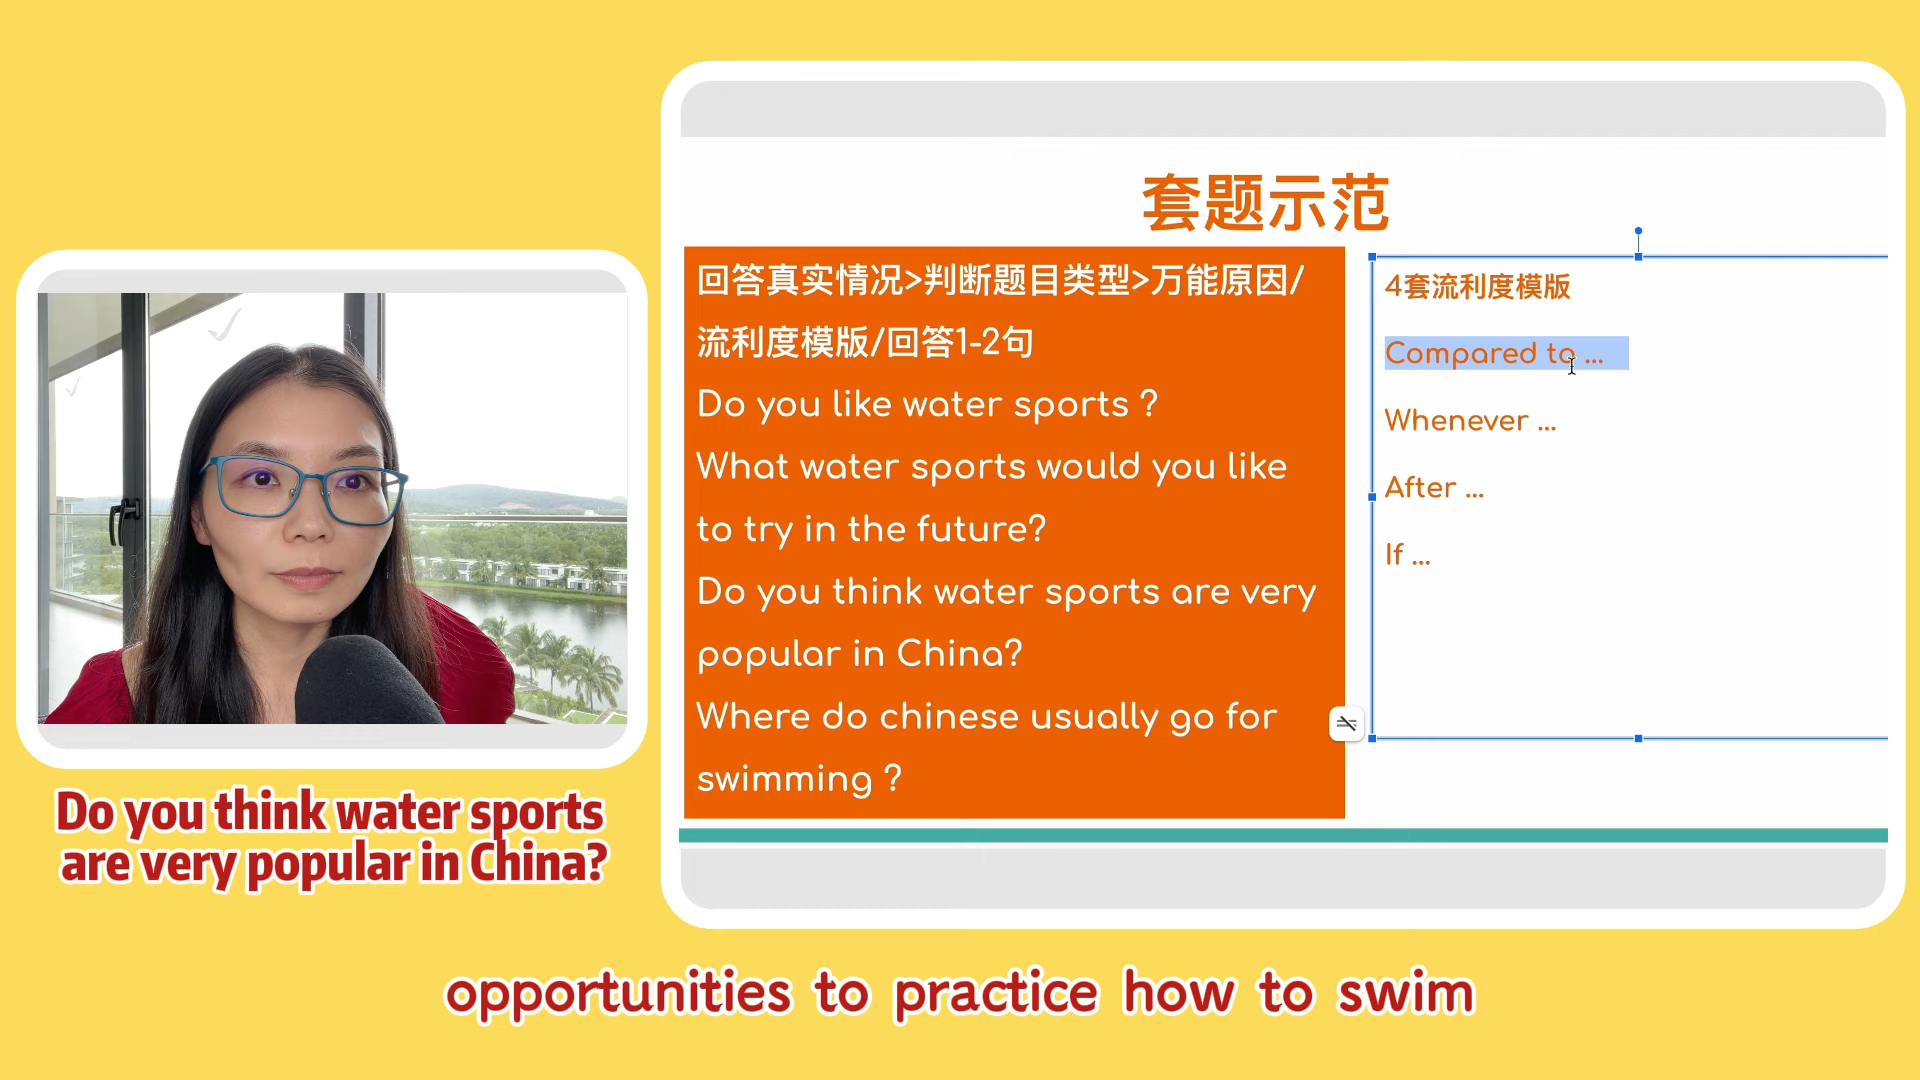 套题示范
回答真实情况>判断题目类型>万能原因/
流利度模版/回答1-2句
Do you like water sports ?
What water sports would you like
to try in the future?
Do you think water sports are very
popular in China?
Where do chinese usually go for
swimming ?
4套流利度模版
Compared to ...
Whenever ...
After ...
If ...
Do you think water sports
are very popular in China?
opportunities to practice how to swim